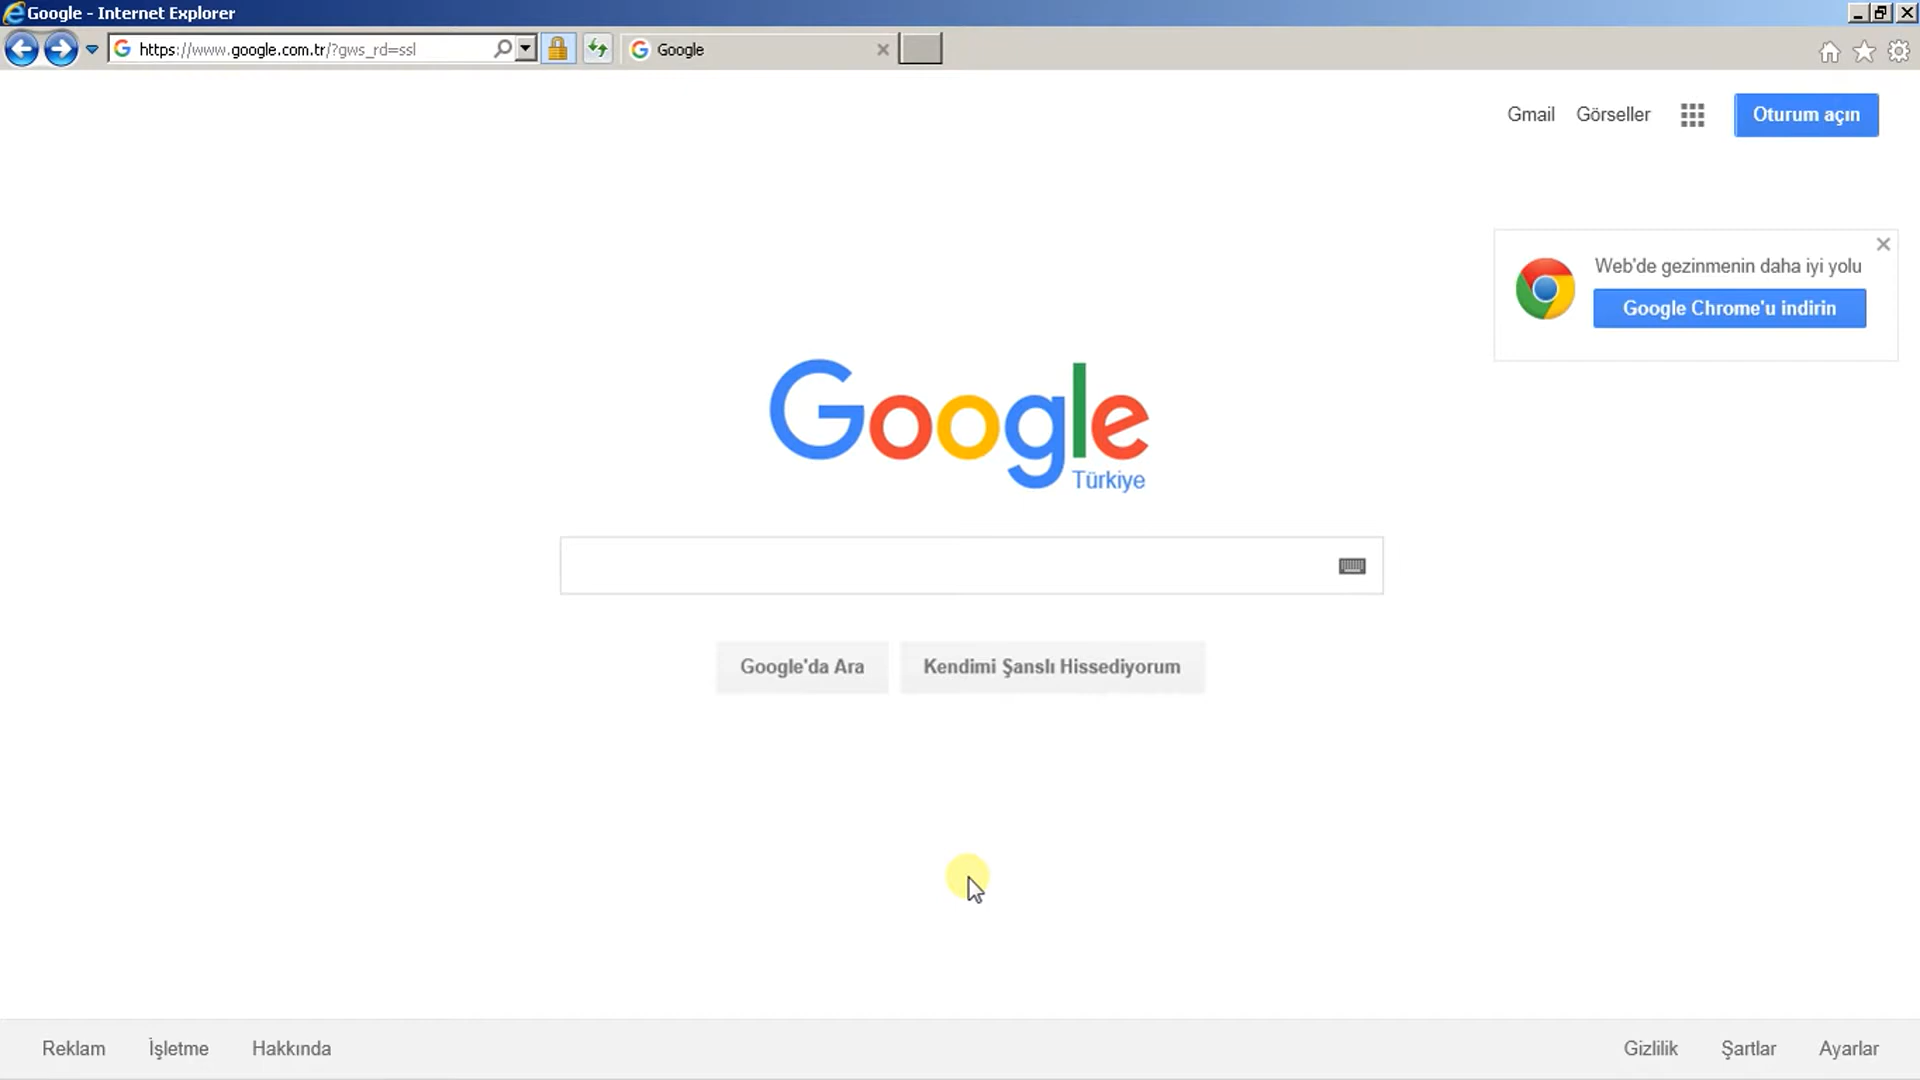 Google - Internet Explorer
https://www.google.com.tr/?gws_rd=ssl
Google
Gmail
Görseller
Oturum açın
Web'de gezinmenin daha iyi yolu
Google Chrome'u indirin
Google
Türkiye
Google'da Ara
Kendimi Şanslı Hissediyorum
Reklam
İşletme
Hakkında
Gizlilik
Şartlar
Ayarlar